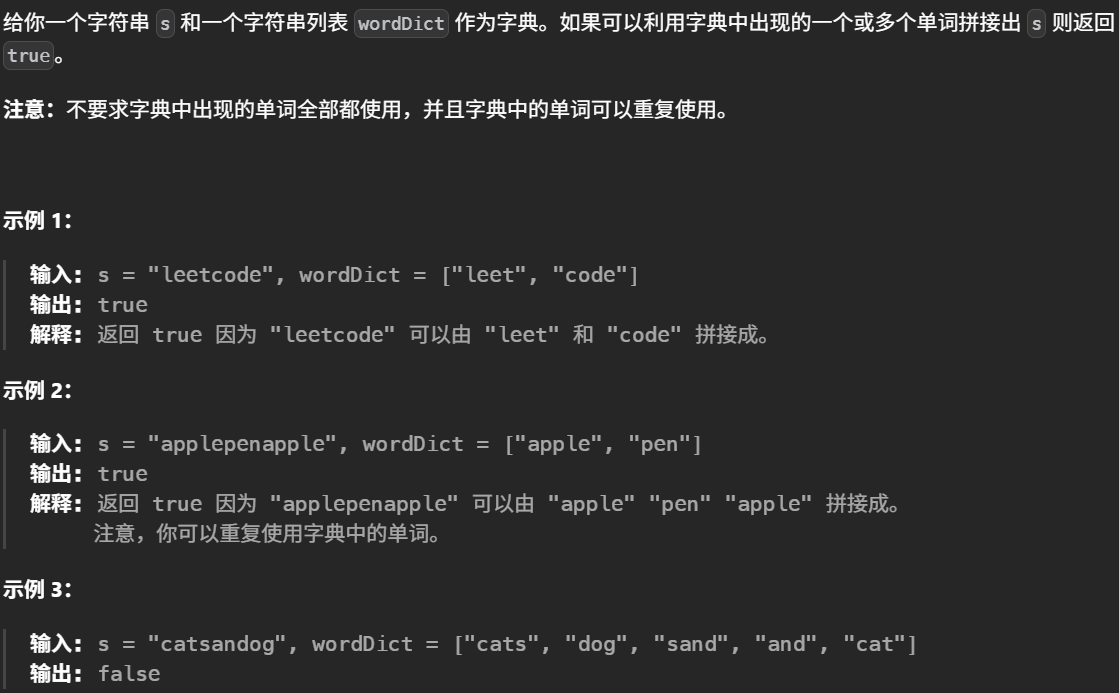 给你一个字符串 s 和一个字符串列表 wordDict 作为字典。如果可以利用字典中出现的一个或多个单词拼接出 s 则返回
true。
注意：不要求字典中出现的单词全部都使用，并且字典中的单词可以重复使用。
示例 1：
输入: s = "leetcode", wordDict = ["leet", "code"]
输出: true
解释: 返回 true 因为 "leetcode" 可以由 "leet" 和 "code" 拼接成。
示例 2：
输入: s = "applepenapple", wordDict = ["apple", "pen"]
输出: true
解释: 返回 true 因为 "applepenapple" 可以由 "apple" "pen" "apple" 拼接成。
注意，你可以重复使用字典中的单词。
示例 3：
输入: s = "catsandog", wordDict = ["cats", "dog", "sand", "and", "cat"]
输出: false